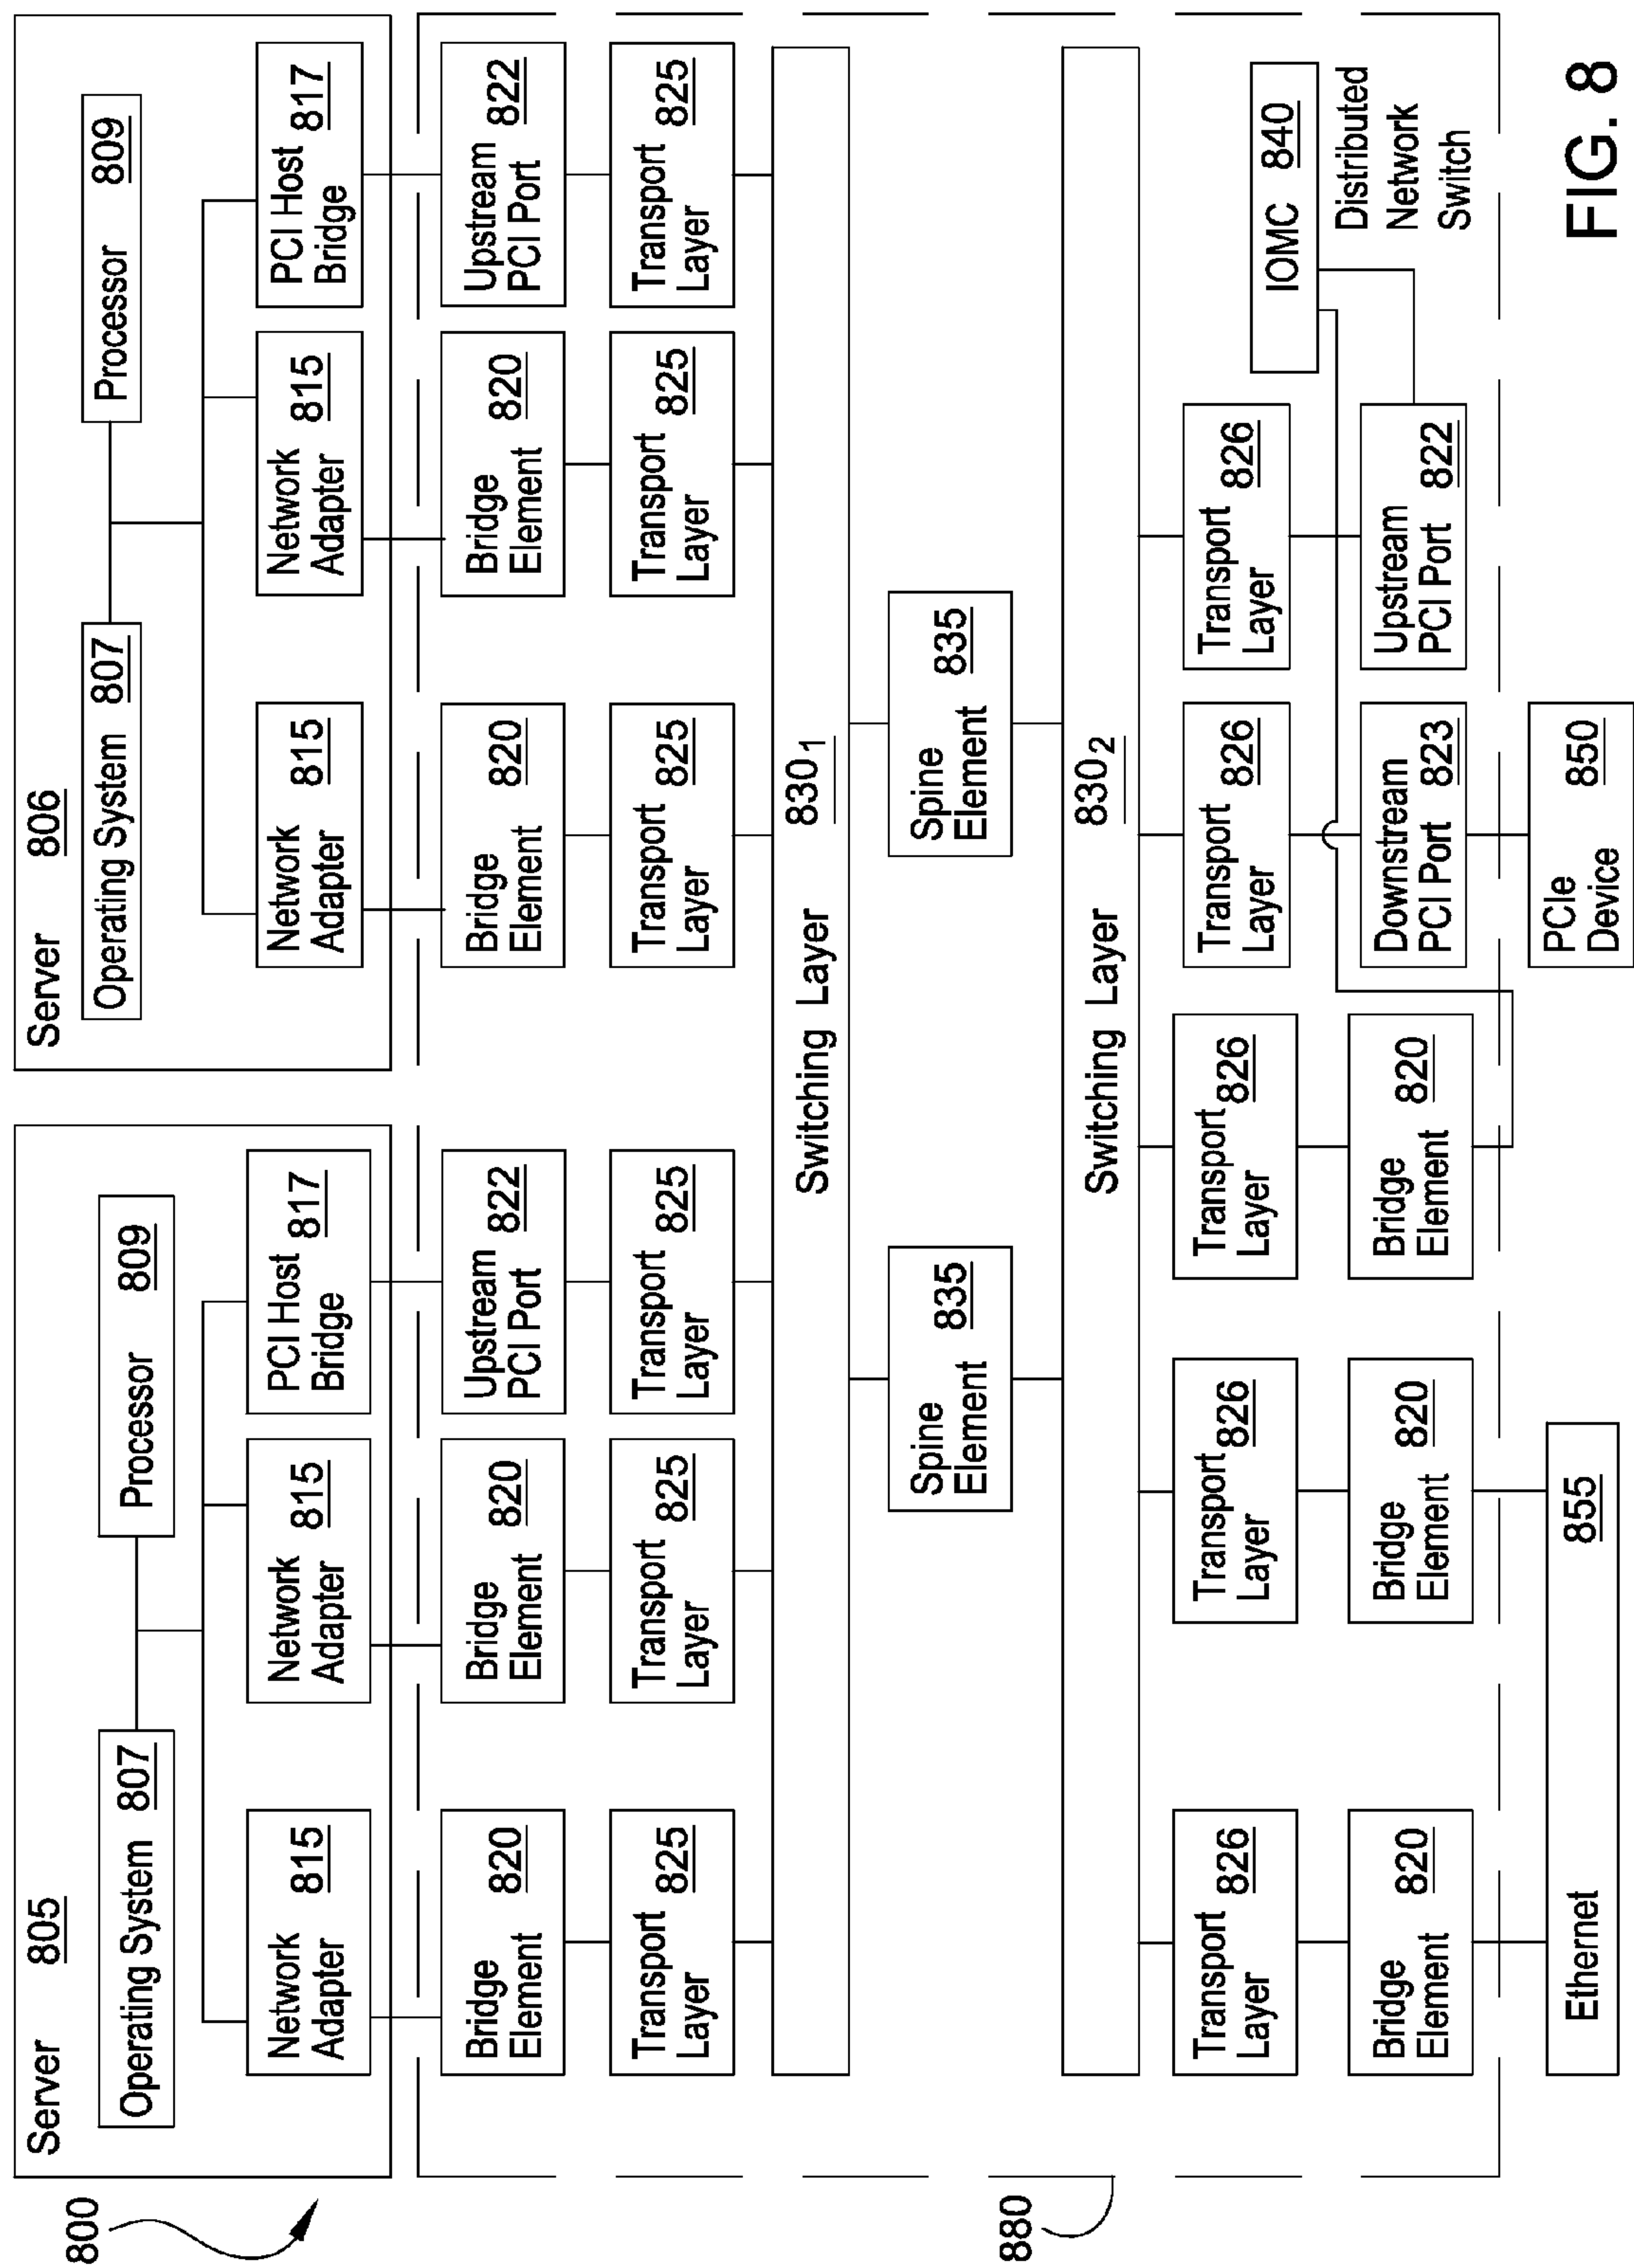 800
Server 805
Operating System 807
Processor 809
Network Adapter 815
Network Adapter 815
PCI Host Bridge 817
Server 806
Operating System 807
Processor 809
Network Adapter 815
Network Adapter 815
PCI Host Bridge 817
880
Bridge Element 820
Bridge Element 820
Upstream PCI Port 822
Bridge Element 820
Bridge Element 820
Upstream PCI Port 822
Transport Layer 825
Transport Layer 825
Transport Layer 825
Transport Layer 825
Transport Layer 825
Transport Layer 825
Switching Layer 830₁
Spine Element 835
Spine Element 835
Switching Layer 830₂
Transport Layer 826
Transport Layer 826
Transport Layer 826
Transport Layer 826
Transport Layer 826
IOMC 840
Bridge Element 820
Bridge Element 820
Bridge Element 820
Downstream PCI Port 823
Upstream PCI Port 822
Distributed
Network
Switch
Ethernet 855
PCIe Device 850
FIG. 8